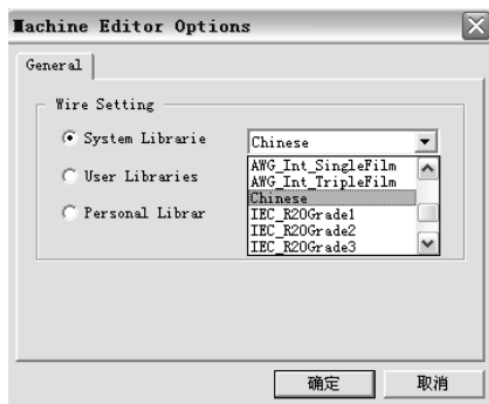 Machine Editor Options
General
Wire Setting
System Librarie
Chinese
User Libraries
AWG_Int_SingleFilm
AWG_Int_TripleFilm
Chinese
Personal Librar
IEC_R20Grade1
IEC_R20Grade2
IEC_R20Grade3
确定
取消